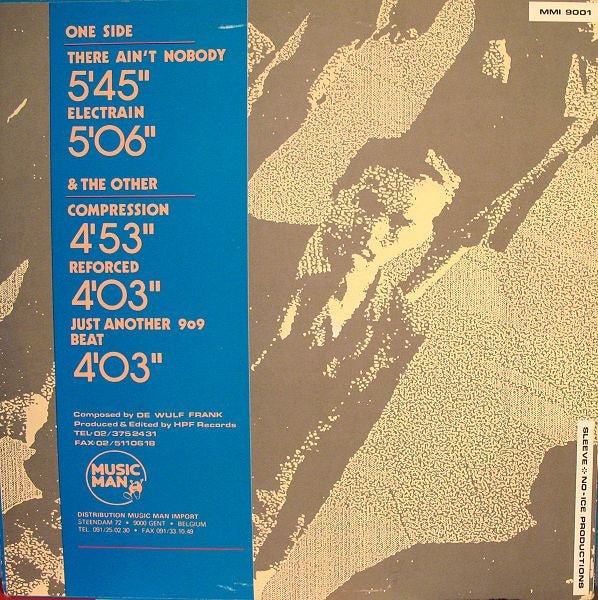 MMI 9001
ONE SIDE
THERE AIN'T NOBODY
5'45"
ELECTRAIN
5'06"
& THE OTHER
COMPRESSION
4'53"
REFORCED
4'03"
JUST ANOTHER 909
BEAT
4'03"
Composed by DE WULF FRANK
Produced & Edited by HPF Records
TEL·02/3752431
FAX·02/5110618
MUSIC
MAN
DISTRIBUTION MUSIC MAN IMPORT
STEENDAM 72 • 9000 GENT • BELGIUM
TEL. 091/25.02.30 • FAX 091/33.10.49
SLEEVE ÷ NO-ICE PRODUCTIONS